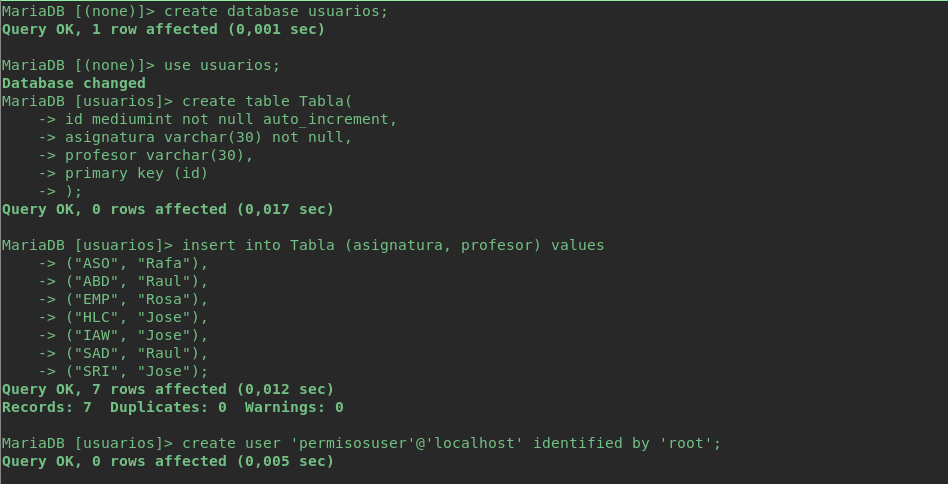 MariaDB [(none)]> create database usuarios;
Query OK, 1 row affected (0,001 sec)
MariaDB [(none)]> use usuarios;
Database changed
MariaDB [usuarios]> create table Tabla(
    -> id mediumint not null auto_increment,
    -> asignatura varchar(30) not null,
    -> profesor varchar(30),
    -> primary key (id)
    -> );
Query OK, 0 rows affected (0,017 sec)
MariaDB [usuarios]> insert into Tabla (asignatura, profesor) values
    -> ("ASO", "Rafa"),
    -> ("ABD", "Raul"),
    -> ("EMP", "Rosa"),
    -> ("HLC", "Jose"),
    -> ("IAW", "Jose"),
    -> ("SAD", "Raul"),
    -> ("SRI", "Jose");
Query OK, 7 rows affected (0,012 sec)
Records: 7  Duplicates: 0  Warnings: 0
MariaDB [usuarios]> create user 'permisosuser'@'localhost' identified by 'root';
Query OK, 0 rows affected (0,005 sec)